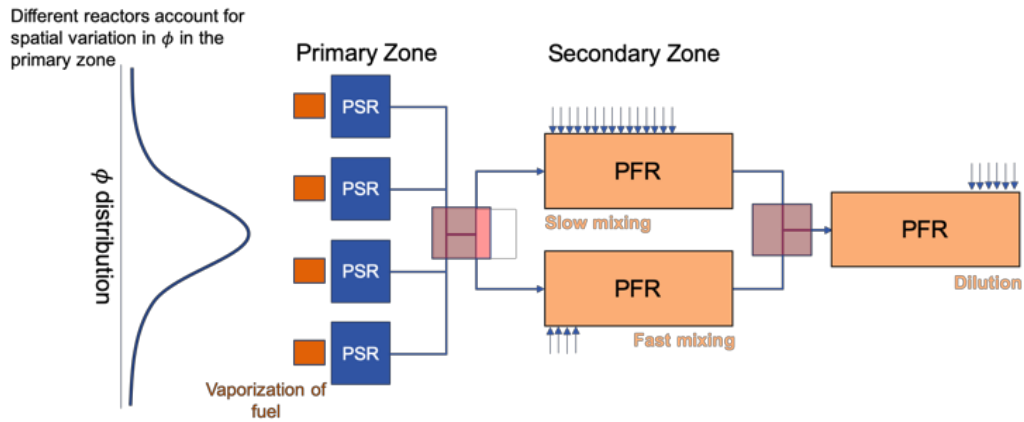 Different reactors account for
spatial variation in ϕ in the
primary zone
Primary Zone
Secondary Zone
PSR
PSR
PSR
PSR
ϕ distribution
Vaporization of
fuel
PFR
Slow mixing
PFR
Fast mixing
PFR
Dilution